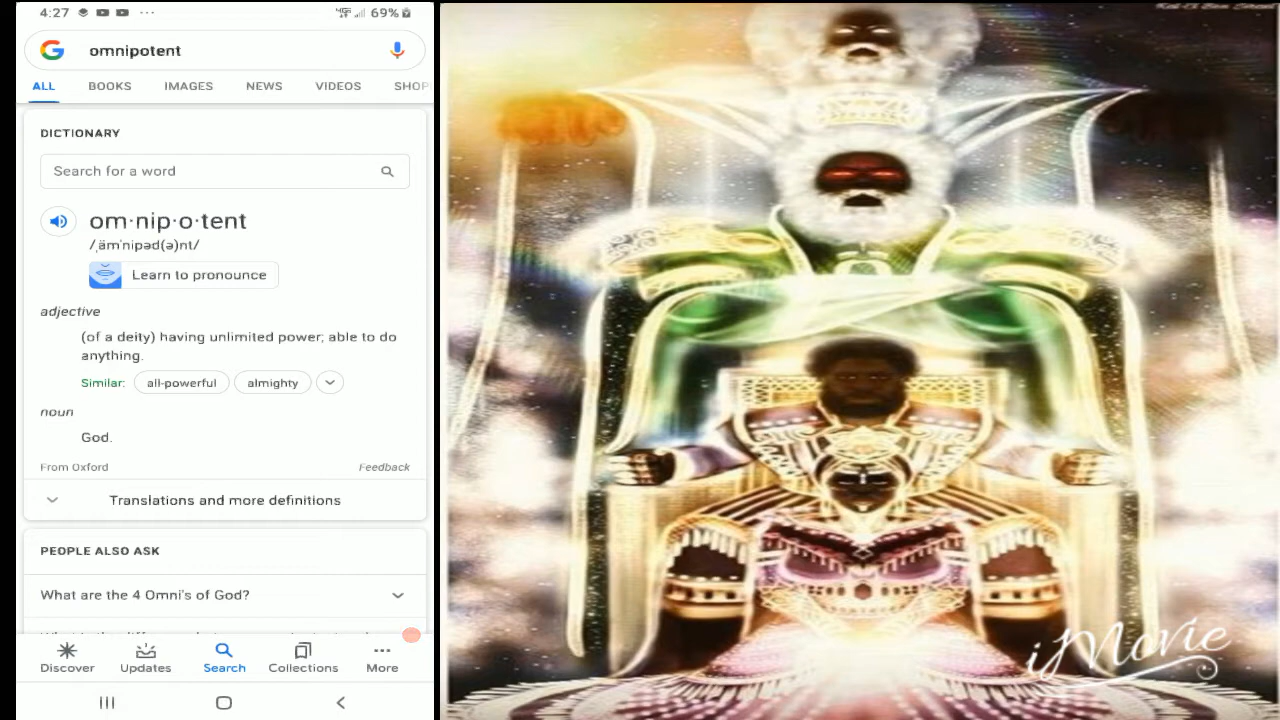 4:27 ... 69%
omnipotent
ALL BOOKS IMAGES NEWS VIDEOS SHOP
DICTIONARY
Search for a word
om·nip·o·tent
/ˌämˈnipəd(ə)nt/
Learn to pronounce
adjective
(of a deity) having unlimited power; able to do
anything.
Similar: all-powerful almighty
noun
God.
From Oxford Feedback
Translations and more definitions
PEOPLE ALSO ASK
What are the 4 Omni's of God?
Discover Updates Search Collections More
iMovie